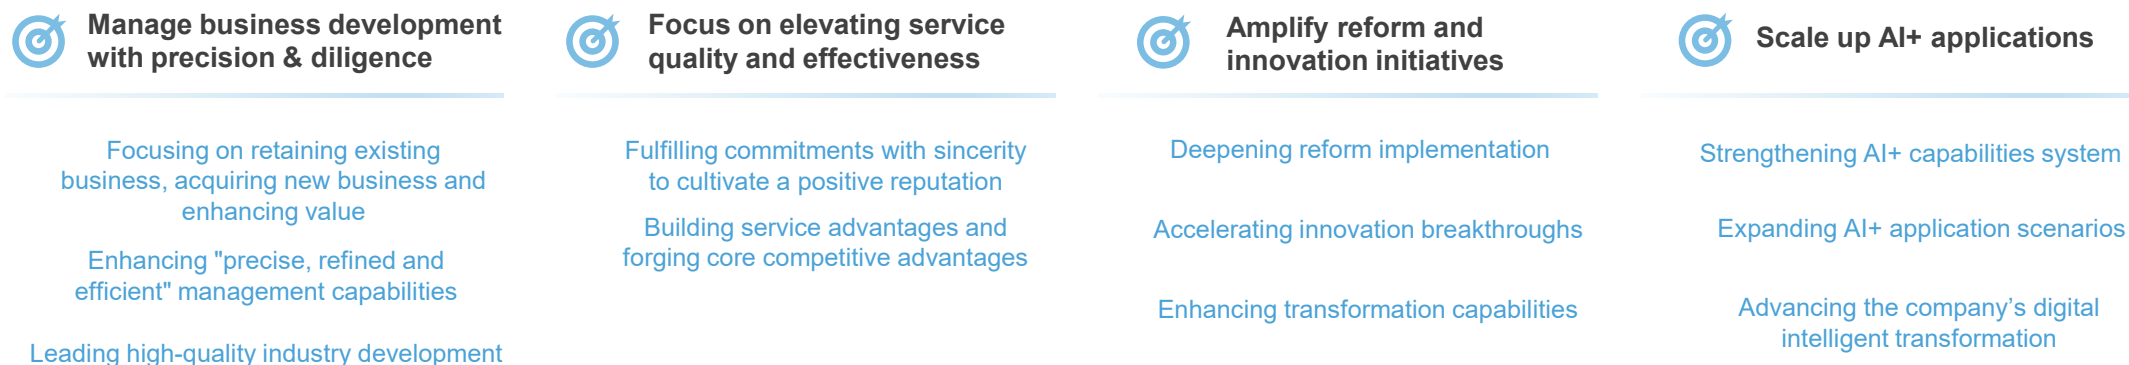 Manage business development
with precision & diligence
Focusing on retaining existing
business, acquiring new business and
enhancing value
Enhancing "precise, refined and
efficient" management capabilities
Leading high-quality industry development
Focus on elevating service
quality and effectiveness
Fulfilling commitments with sincerity
to cultivate a positive reputation
Building service advantages and
forging core competitive advantages
Amplify reform and
innovation initiatives
Deepening reform implementation
Accelerating innovation breakthroughs
Enhancing transformation capabilities
Scale up AI+ applications
Strengthening AI+ capabilities system
Expanding AI+ application scenarios
Advancing the company’s digital
intelligent transformation